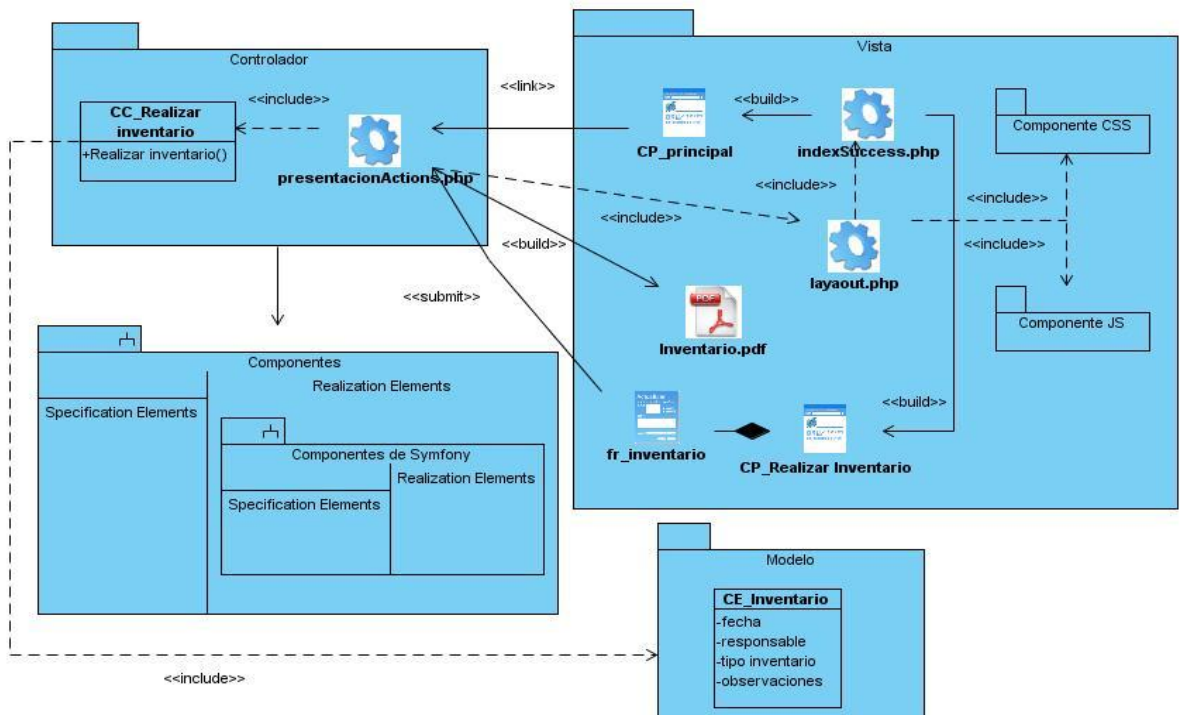 Controlador
CC_Realizar
inventario
+Realizar inventario()
<<include>>
presentacionActions.php
<<link>>
Vista
CP_principal
<<build>>
indexSuccess.php
Componente CSS
<<include>>
<<include>>
<<include>>
<<include>>
layaout.php
Componente JS
<<build>>
PDF
Inventario.pdf
<<submit>>
<<build>>
fr_inventario
CP_Realizar Inventario
Componentes
Realization Elements
Specification Elements
Componentes de Symfony
Realization Elements
Specification Elements
Modelo
CE_Inventario
-fecha
-responsable
-tipo inventario
-observaciones
<<include>>